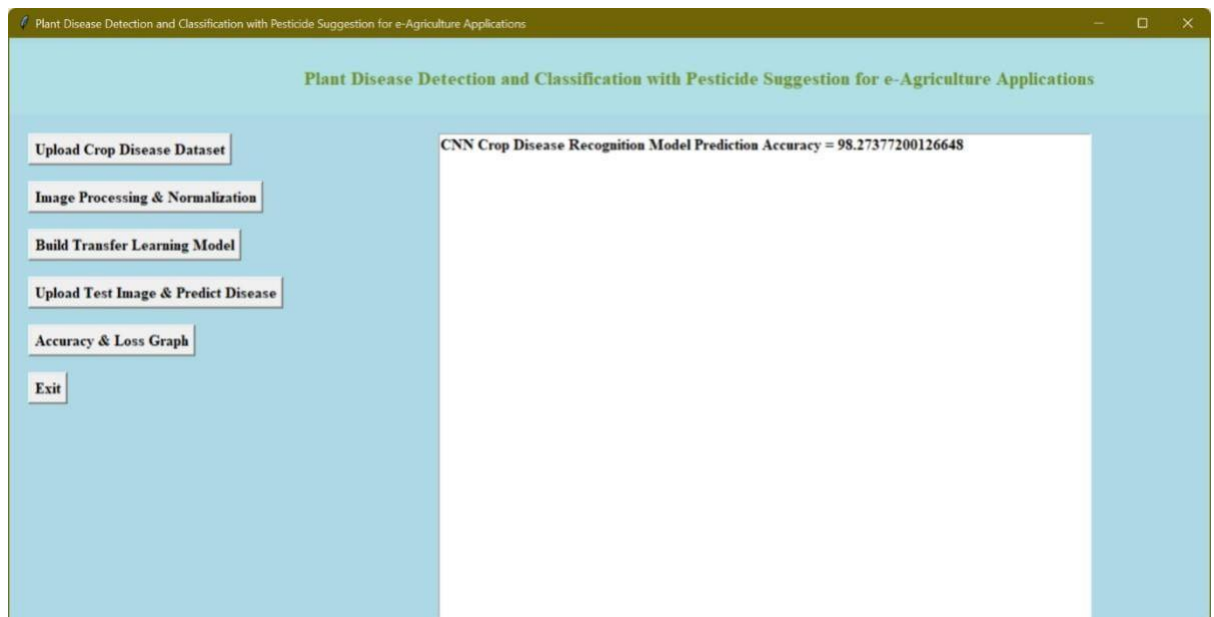 Plant Disease Detection and Classification with Pesticide Suggestion for e-Agriculture Applications
Plant Disease Detection and Classification with Pesticide Suggestion for e-Agriculture Applications
Upload Crop Disease Dataset
Image Processing & Normalization
Build Transfer Learning Model
Upload Test Image & Predict Disease
Accuracy & Loss Graph
Exit
CNN Crop Disease Recognition Model Prediction Accuracy = 98.27377200126648